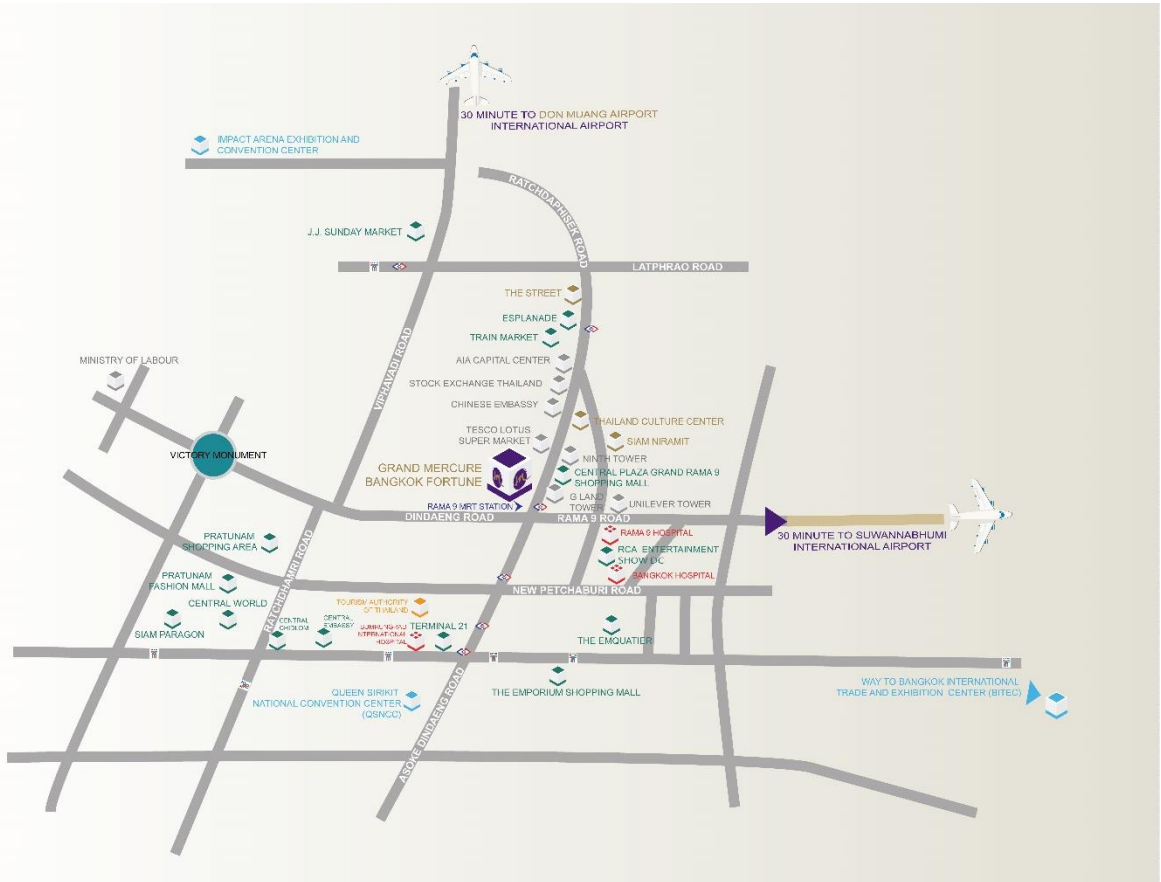 30 MINUTE TO DON MUANG AIRPORT
INTERNATIONAL AIRPORT
IMPACT ARENA EXHIBITION AND
CONVENTION CENTER
RATCHDAPHISEK ROAD
J.J. SUNDAY MARKET
LATPHRAO ROAD
THE STREET
ESPLANADE
TRAIN MARKET
VIPHAVADI ROAD
MINISTRY OF LABOUR
AIA CAPITAL CENTER
STOCK EXCHANGE THAILAND
CHINESE EMBASSY
THAILAND CULTURE CENTER
TESCO LOTUS
SUPER MARKET
SIAM NIRAMIT
VICTORY MONUMENT
NINTH TOWER
GRAND MERCURE
BANGKOK FORTUNE
CENTRAL PLAZA GRAND RAMA 9
SHOPPING MALL
G LAND
TOWER
UNILEVER TOWER
RAMA 9 MRT STATION
DINDAENG ROAD
RAMA 9 ROAD
30 MINUTE TO SUWANNABHUMI
INTERNATIONAL AIRPORT
RAMA 9 HOSPITAL
PRATUNAM
SHOPPING AREA
RCA ENTERTAINMENT
SHOW DC
BANGKOK HOSPITAL
RATCHDHAMRI ROAD
PRATUNAM
FASHION MALL
NEW PETCHABURI ROAD
CENTRAL WORLD
TOURISM AUTHORITY
OF THAILAND
SIAM PARAGON
CENTRAL
CHIDLOM
CENTRAL
EMBASSY
BUMRUNGRAD
INTERNATIONAL
HOSPITAL
TERMINAL 21
THE EMQUATIER
QUEEN SIRIKIT
NATIONAL CONVENTION CENTER
(QSNCC)
THE EMPORIUM SHOPPING MALL
WAY TO BANGKOK INTERNATIONAL
TRADE AND EXHIBITION CENTER (BITEC)
ASOKE DINDAENG ROAD